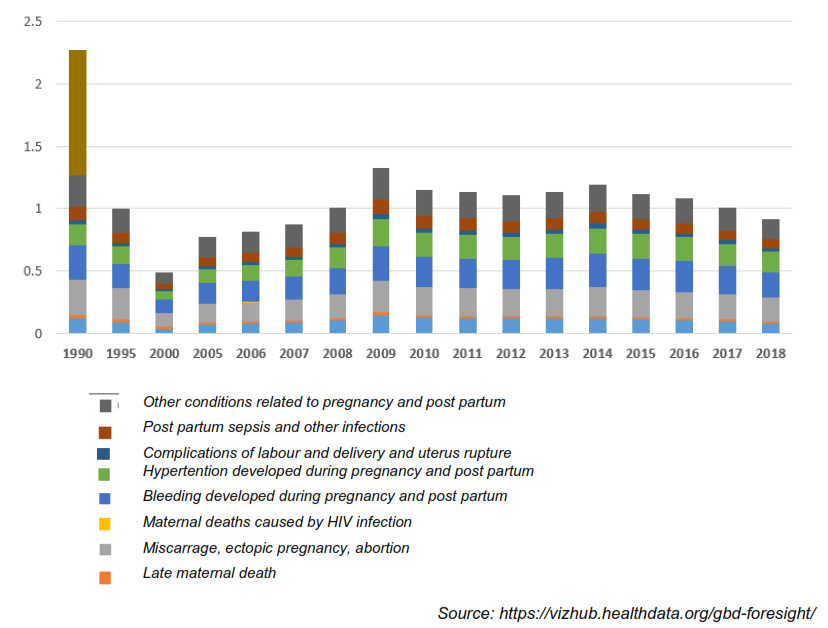 2.5
2
1.5
1
0.5
0
1990 1995 2000 2005 2006 2007 2008 2009 2010 2011 2012 2013 2014 2015 2016 2017 2018
Other conditions related to pregnancy and post partum
Post partum sepsis and other infections
Complications of labour and delivery and uterus rupture
Hypertention developed during pregnancy and post partum
Bleeding developed during pregnancy and post partum
Maternal deaths caused by HIV infection
Miscarrage, ectopic pregnancy, abortion
Late maternal death
Source: https://vizhub.healthdata.org/gbd-foresight/